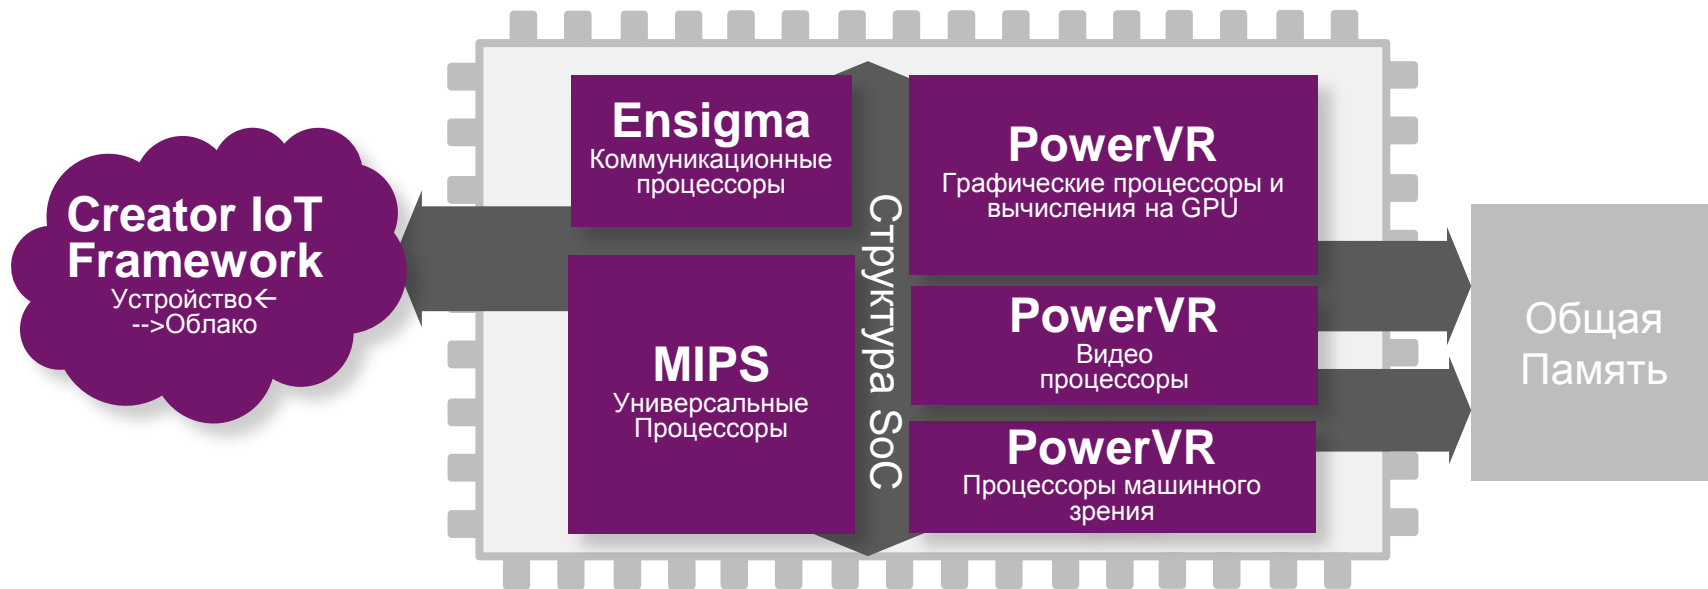 Creator IoT
Framework
Устройство←
-->Облако
Ensigma
Коммуникационные
процессоры
MIPS
Универсальные
Процессоры
Структура SoC
PowerVR
Графические процессоры и
вычисления на GPU
PowerVR
Видео
процессоры
PowerVR
Процессоры машинного
зрения
Общая
Память